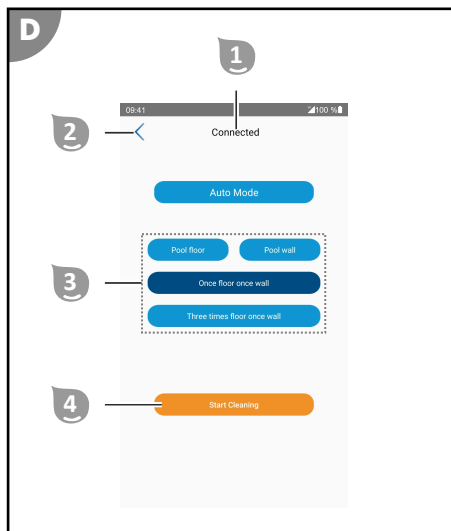 D
1
09:41 100 %
2
Connected
Auto Mode
Pool floor Pool wall
3
Once floor once wall
Three times floor once wall
4
Start Cleaning